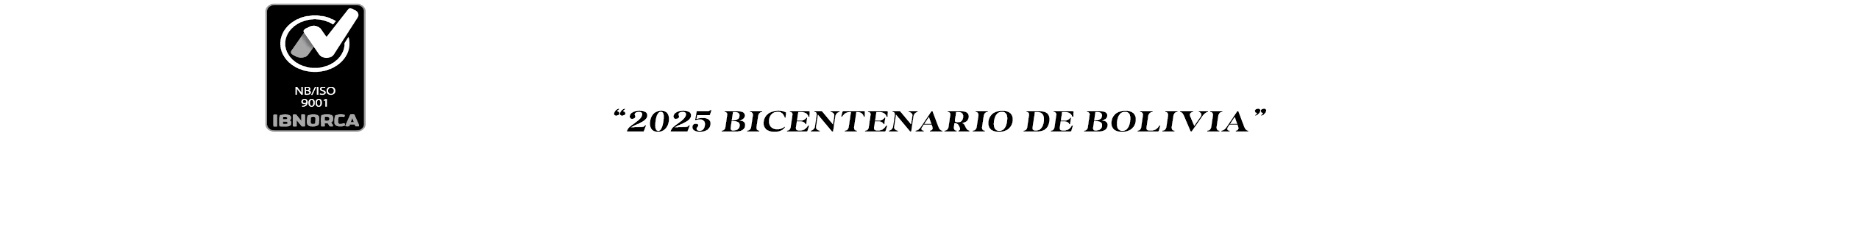 NB/ISO
9001
IBNORCA
“2025 BICENTENARIO DE BOLIVIA”